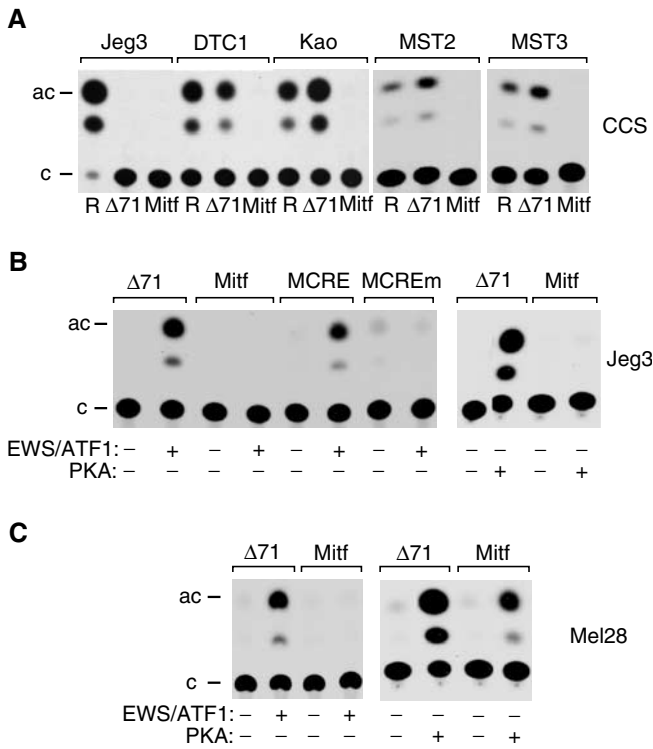 A
Jeg3 DTC1 Kao MST2 MST3
ac –
CCS
c –
R Δ71 Mitf R Δ71 Mitf R Δ71 Mitf R Δ71 Mitf R Δ71 Mitf
B
Δ71 Mitf MCRE MCREm Δ71 Mitf
ac –
Jeg3
c –
EWS/ATF1: – + – + – + – + – – – –
PKA: – – – – – – – – – + – +
C
Δ71 Mitf Δ71 Mitf
ac –
Mel28
c –
EWS/ATF1: – + – + – – – –
PKA: – – – – – + – +